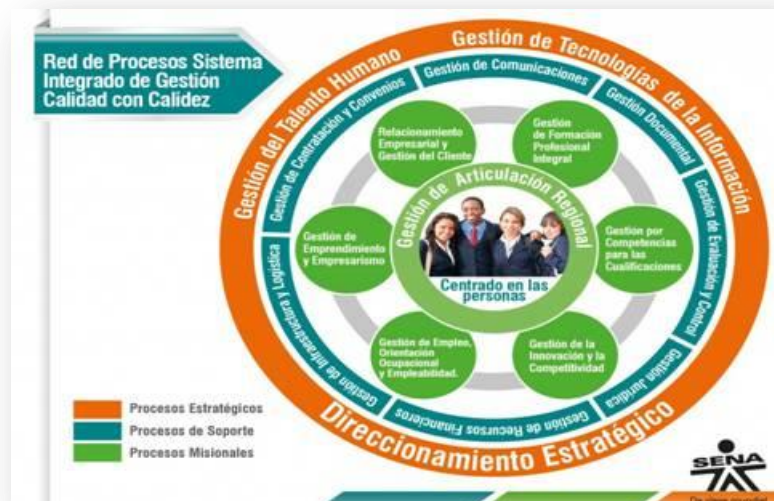 Red de Procesos Sistema
Integrado de Gestión
Calidad con Calidez
Gestión del Talento Humano
Gestión de Tecnologías de la Información
Direccionamiento Estratégico
Gestión de Contratación y Convenios
Gestión de Comunicaciones
Gestión Documental
Gestión de Evaluación y Control
Gestión Jurídica
Gestión de Recursos Financieros
Gestión de Infraestructura y Logística
Relacionamiento
Empresarial y
Gestión del Cliente
Gestión
de Formación
Profesional
Integral
Gestión de
Emprendimiento
y Empresarismo
Gestion por
Competencias
para las
Cualificaciones
Gestión de Empleo,
Orientación
Ocupacional
y Empleabilidad.
Gestión de la
Innovación y la
Competitividad
Gestión de Articulación Regional
Centrado en las
personas
Procesos Estratégicos
Procesos de Soporte
Procesos Misionales
SENA